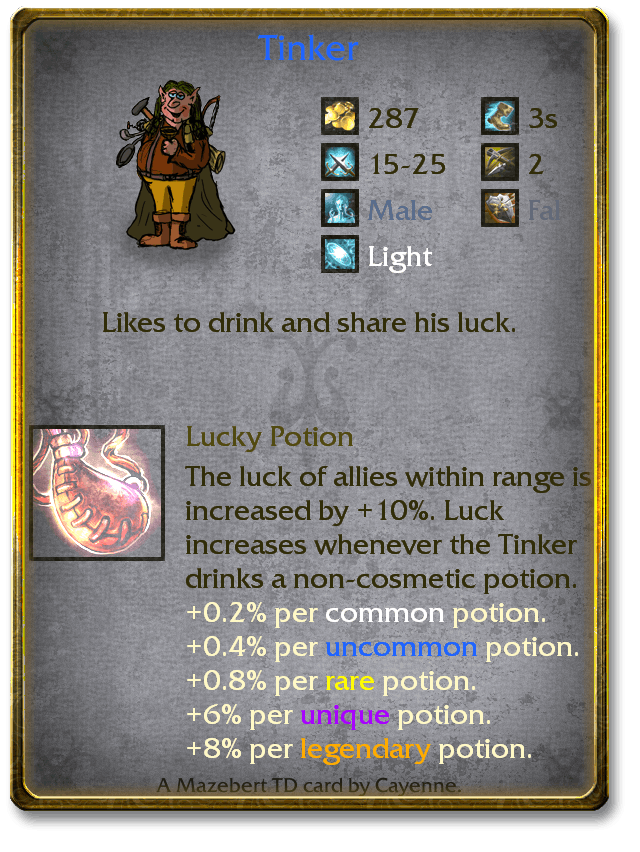 Tinker
287 3s
15-25 2
Male Fal
Light
Likes to drink and share his luck.
Lucky Potion
The luck of allies within range is
increased by +10%. Luck
increases whenever the Tinker
drinks a non-cosmetic potion.
+0.2% per common potion.
+0.4% per uncommon potion.
+0.8% per rare potion.
+6% per unique potion.
+8% per legendary potion.
A Mazebert TD card by Cayenne.